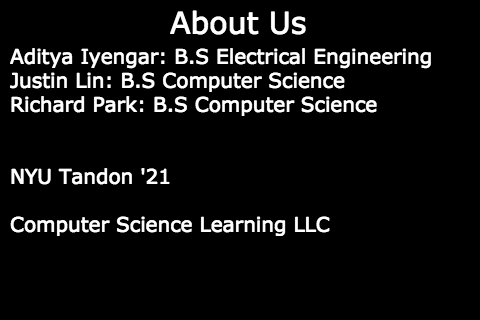 About Us
Aditya Iyengar: B.S Electrical Engineering
Justin Lin: B.S Computer Science
Richard Park: B.S Computer Science
NYU Tandon '21
Computer Science Learning LLC